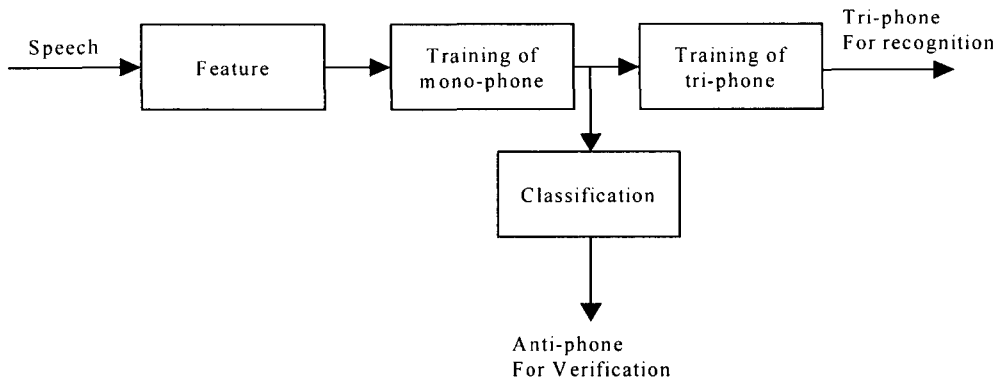 Speech
Feature
Training of
mono-phone
Training of
tri-phone
Tri-phone
For recognition
Classification
Anti-phone
For Verification